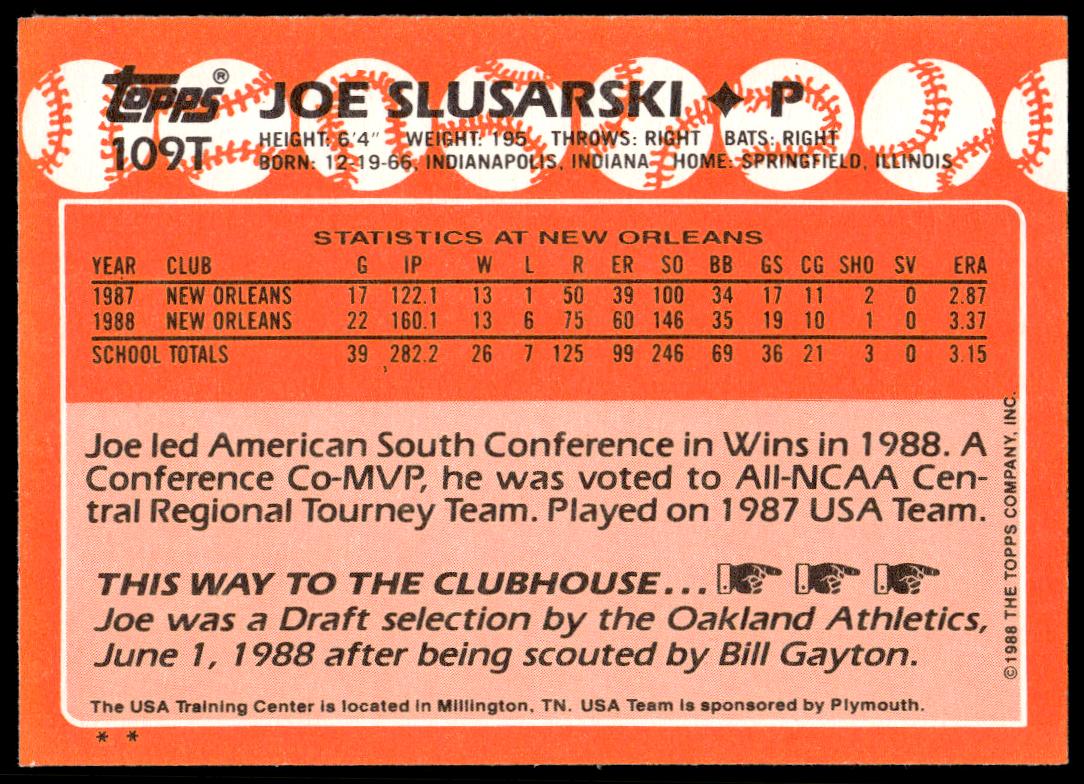 topps®
JOE SLUSARSKI ✦ P
109T
HEIGHT: 6'4" WEIGHT: 195 THROWS: RIGHT BATS: RIGHT
BORN: 12-19-66, INDIANAPOLIS, INDIANA HOME: SPRINGFIELD, ILLINOIS
STATISTICS AT NEW ORLEANS
YEAR CLUB G IP W L R ER SO BB GS CG SHO SV ERA
1987 NEW ORLEANS 17 122.1 13 1 50 39 100 34 17 11 2 0 2.87
1988 NEW ORLEANS 22 160.1 13 6 75 60 146 35 19 10 1 0 3.37
SCHOOL TOTALS 39 282.2 26 7 125 99 246 69 36 21 3 0 3.15
Joe led American South Conference in Wins in 1988. A
Conference Co-MVP, he was voted to All-NCAA Cen-
tral Regional Tourney Team. Played on 1987 USA Team.
THIS WAY TO THE CLUBHOUSE...
Joe was a Draft selection by the Oakland Athletics,
June 1, 1988 after being scouted by Bill Gayton.
The USA Training Center is located in Millington, TN. USA Team is sponsored by Plymouth.
©1988 THE TOPPS COMPANY, INC.
* *